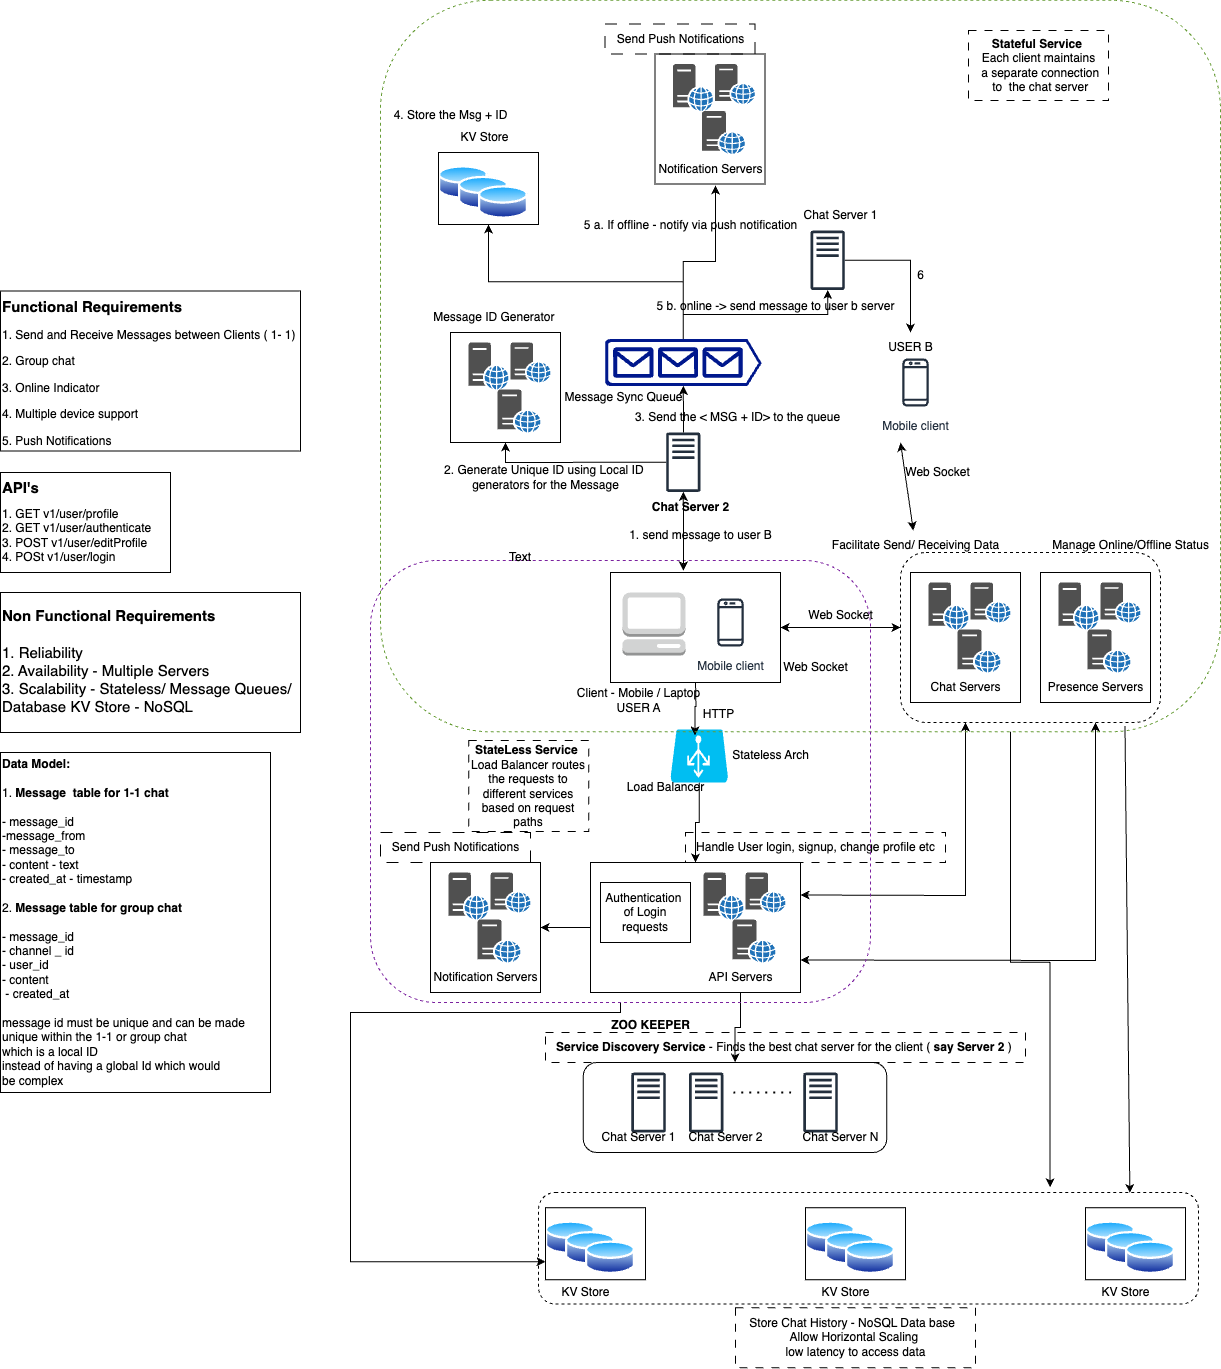 Send Push Notifications
Stateful Service
Each client maintains
a separate connection
to  the chat server
4. Store the Msg + ID
KV Store
Notification Servers
5 a. If offline - notify via push notification
Chat Server 1
6
5 b. online -> send message to user b server
Functional Requirements
1. Send and Receive Messages between Clients ( 1- 1)
2. Group chat
3. Online Indicator
4. Multiple device support
5. Push Notifications
Message ID Generator
USER B
Message Sync Queue
3. Send the < MSG + ID> to the queue
Mobile client
2. Generate Unique ID using Local ID
generators for the Message
Web Socket
Chat Server 2
1. send message to user B
API's
1. GET v1/user/profile
2. GET v1/user/authenticate
3. POST v1/user/editProfile
4. POSt v1/user/login
Text
Facilitate Send/ Receiving Data
Manage Online/Offline Status
Non Functional Requirements
1. Reliability
2. Availability - Multiple Servers
3. Scalability - Stateless/ Message Queues/
Database KV Store - NoSQL
Mobile client
Web Socket
Web Socket
Chat Servers
Presence Servers
Client - Mobile / Laptop
USER A
HTTP
StateLess Service
Load Balancer routes
the requests to
different services
based on request
paths
Stateless Arch
Load Balancer
Data Model:
1. Message  table for 1-1 chat
- message_id
-message_from
- message_to
- content - text
- created_at - timestamp
2. Message table for group chat
- message_id
- channel _ id
- user_id
- content
- created_at
message id must be unique and can be made
unique within the 1-1 or group chat
which is a local ID
instead of having a global Id which would
be complex
Send Push Notifications
Handle User login, signup, change profile etc
Authentication
of Login
requests
Notification Servers
API Servers
ZOO KEEPER
Service Discovery Service - Finds the best chat server for the client ( say Server 2 )
Chat Server 1
Chat Server 2
Chat Server N
KV Store
KV Store
KV Store
Store Chat History - NoSQL Data base
Allow Horizontal Scaling
low latency to access data